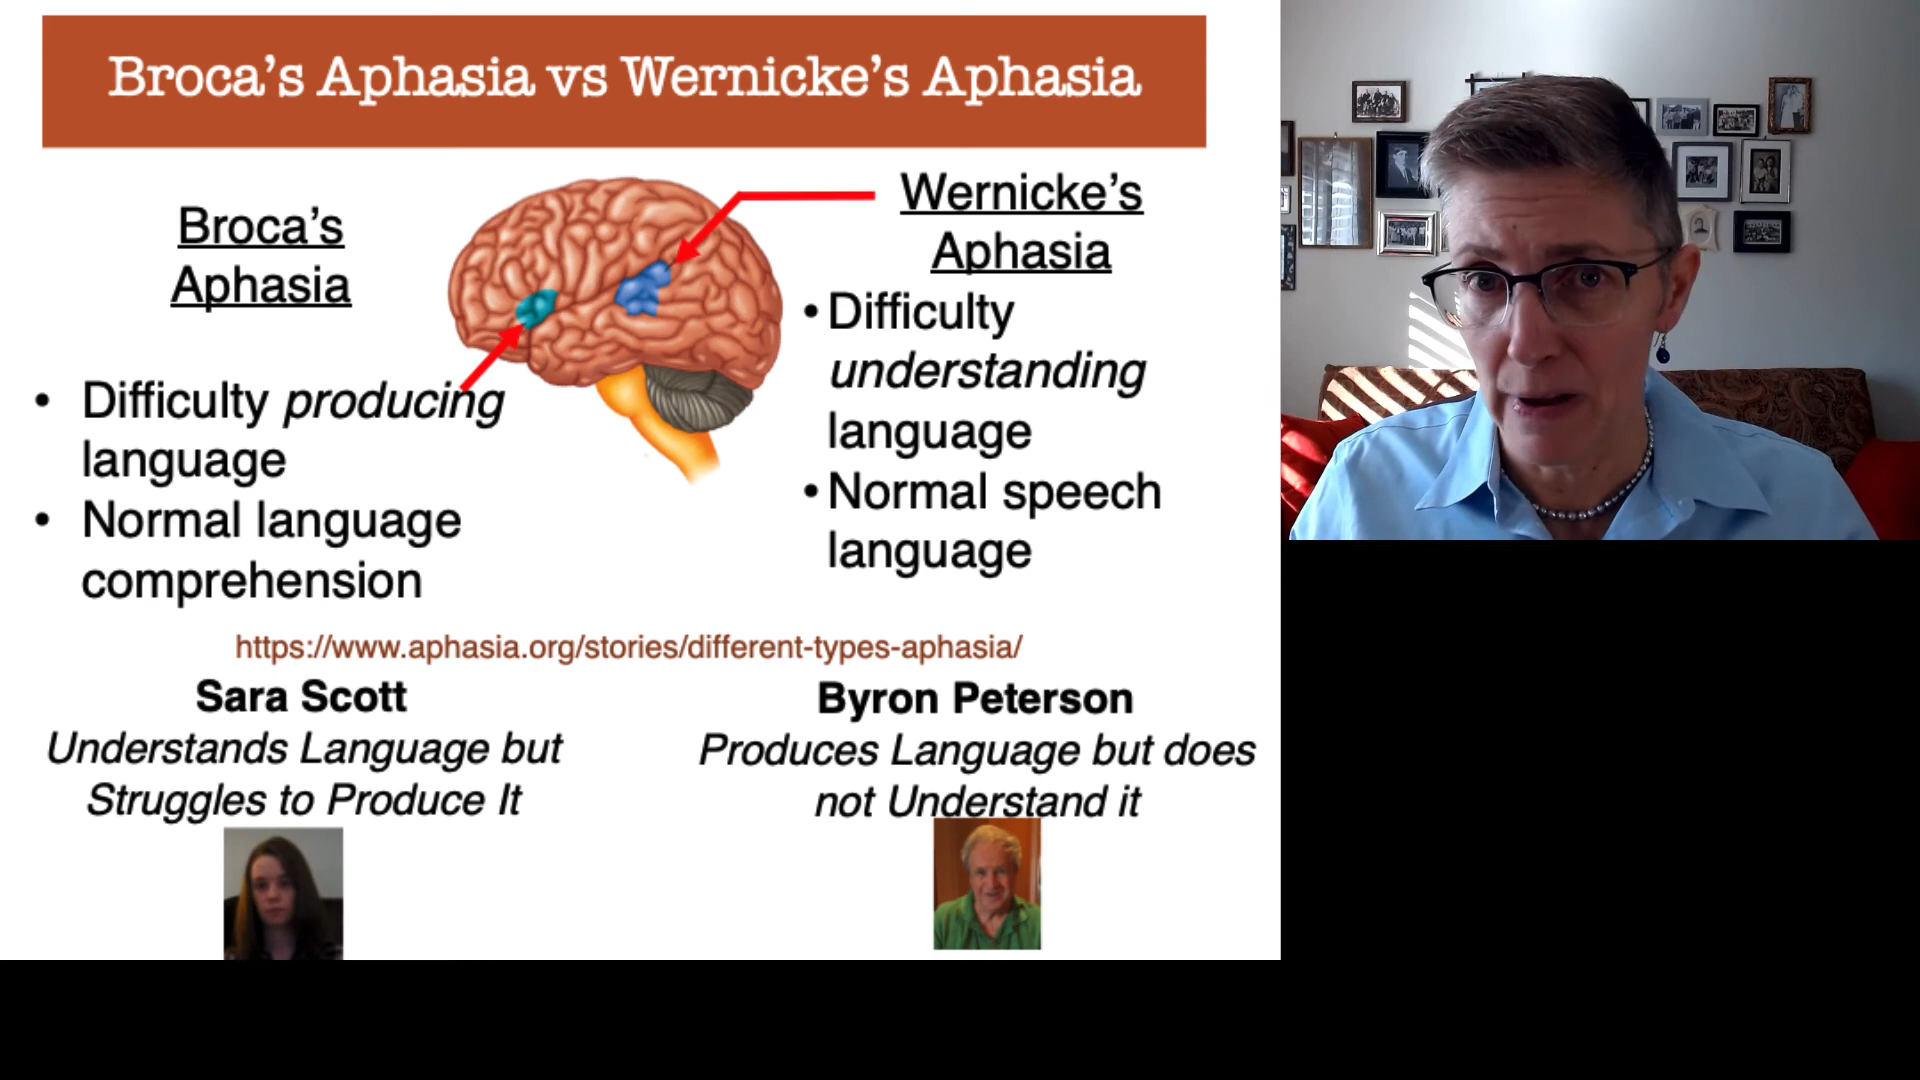 Broca’s Aphasia vs Wernicke’s Aphasia
Broca’s
Aphasia
• Difficulty producing
language
• Normal language
comprehension
Wernicke’s
Aphasia
• Difficulty
understanding
language
• Normal speech
language
https://www.aphasia.org/stories/different-types-aphasia/
Sara Scott
Understands Language but
Struggles to Produce It
Byron Peterson
Produces Language but does
not Understand it